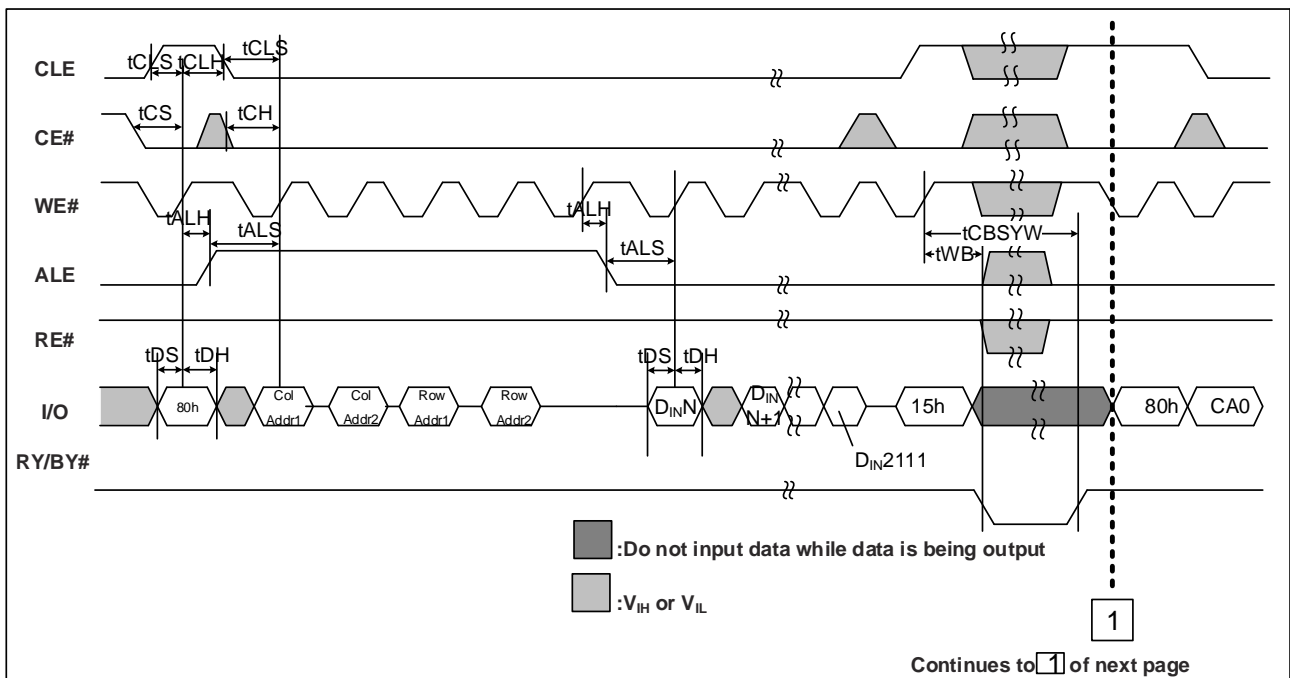 tCLS
CLE
tCLS
tCLH
CE#
tCS
tCH
WE#
tALH
tALS
tALH
tALS
tCBSYW
tWB
ALE
RE#
tDS
tDH
tDS
tDH
I/O
80h
Col
Addr1
Col
Addr2
Row
Addr1
Row
Addr2
DINN
DIN
N+1
15h
80h
CA0
DIN2111
RY/BY#
:Do not input data while data is being output
:VIH or VIL
1
Continues to 1 of next page